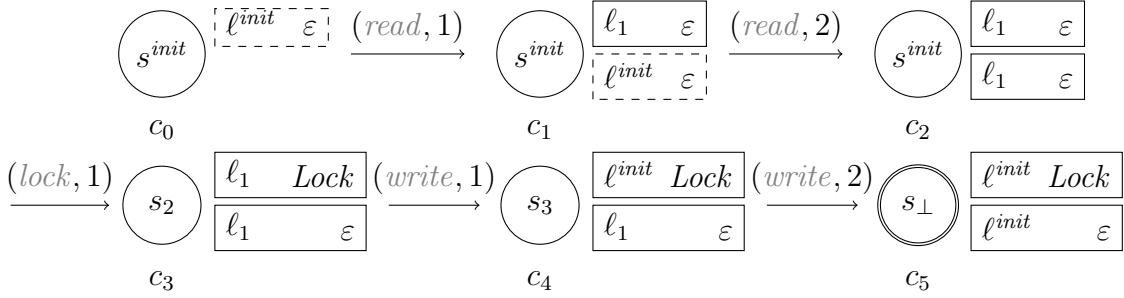 s^init ℓ^init ε (read, 1) s^init ℓ_1 ε (read, 2) s^init ℓ_1 ε
ℓ^init ε ℓ_1 ε
c_0 c_1 c_2
(lock, 1) s_2 ℓ_1 Lock (write, 1) s_3 ℓ^init Lock (write, 2) s_⊥ ℓ^init Lock
ℓ_1 ε ℓ_1 ε ℓ^init ε
c_3 c_4 c_5